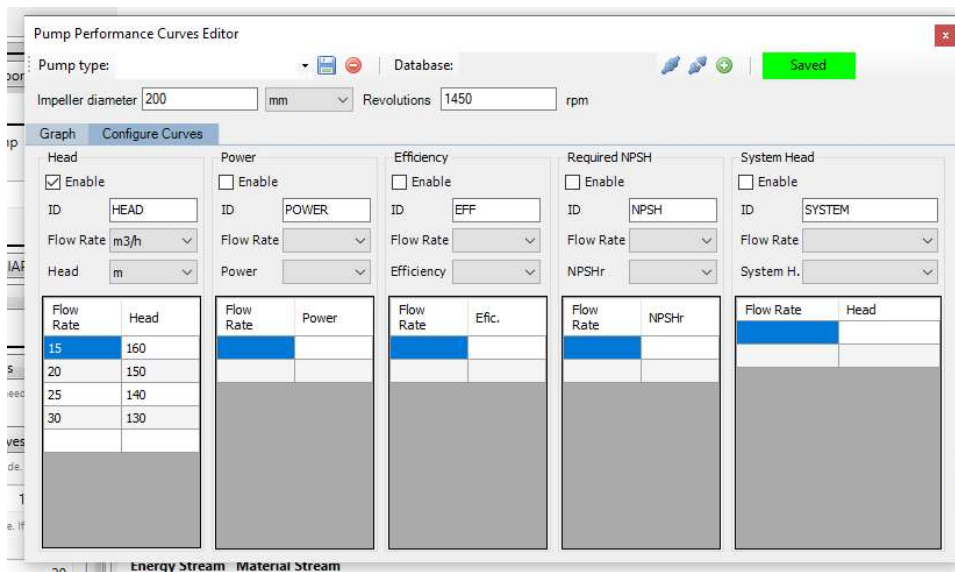 Pump Performance Curves Editor
x
Pump type: Database: Saved
Impeller diameter 200 mm Revolutions 1450 rpm
Graph Configure Curves
Head Power Efficiency Required NPSH System Head
Enable Enable Enable Enable Enable
ID HEAD ID POWER ID EFF ID NPSH ID SYSTEM
Flow Rate m3/h Flow Rate Flow Rate Flow Rate Flow Rate
Head m Power Efficiency NPSHr System H.
Flow Rate Head Flow Rate Power Flow Rate Efic. Flow Rate NPSHr Flow Rate Head
15 160
20 150
25 140
30 130
Energy Stream Material Stream